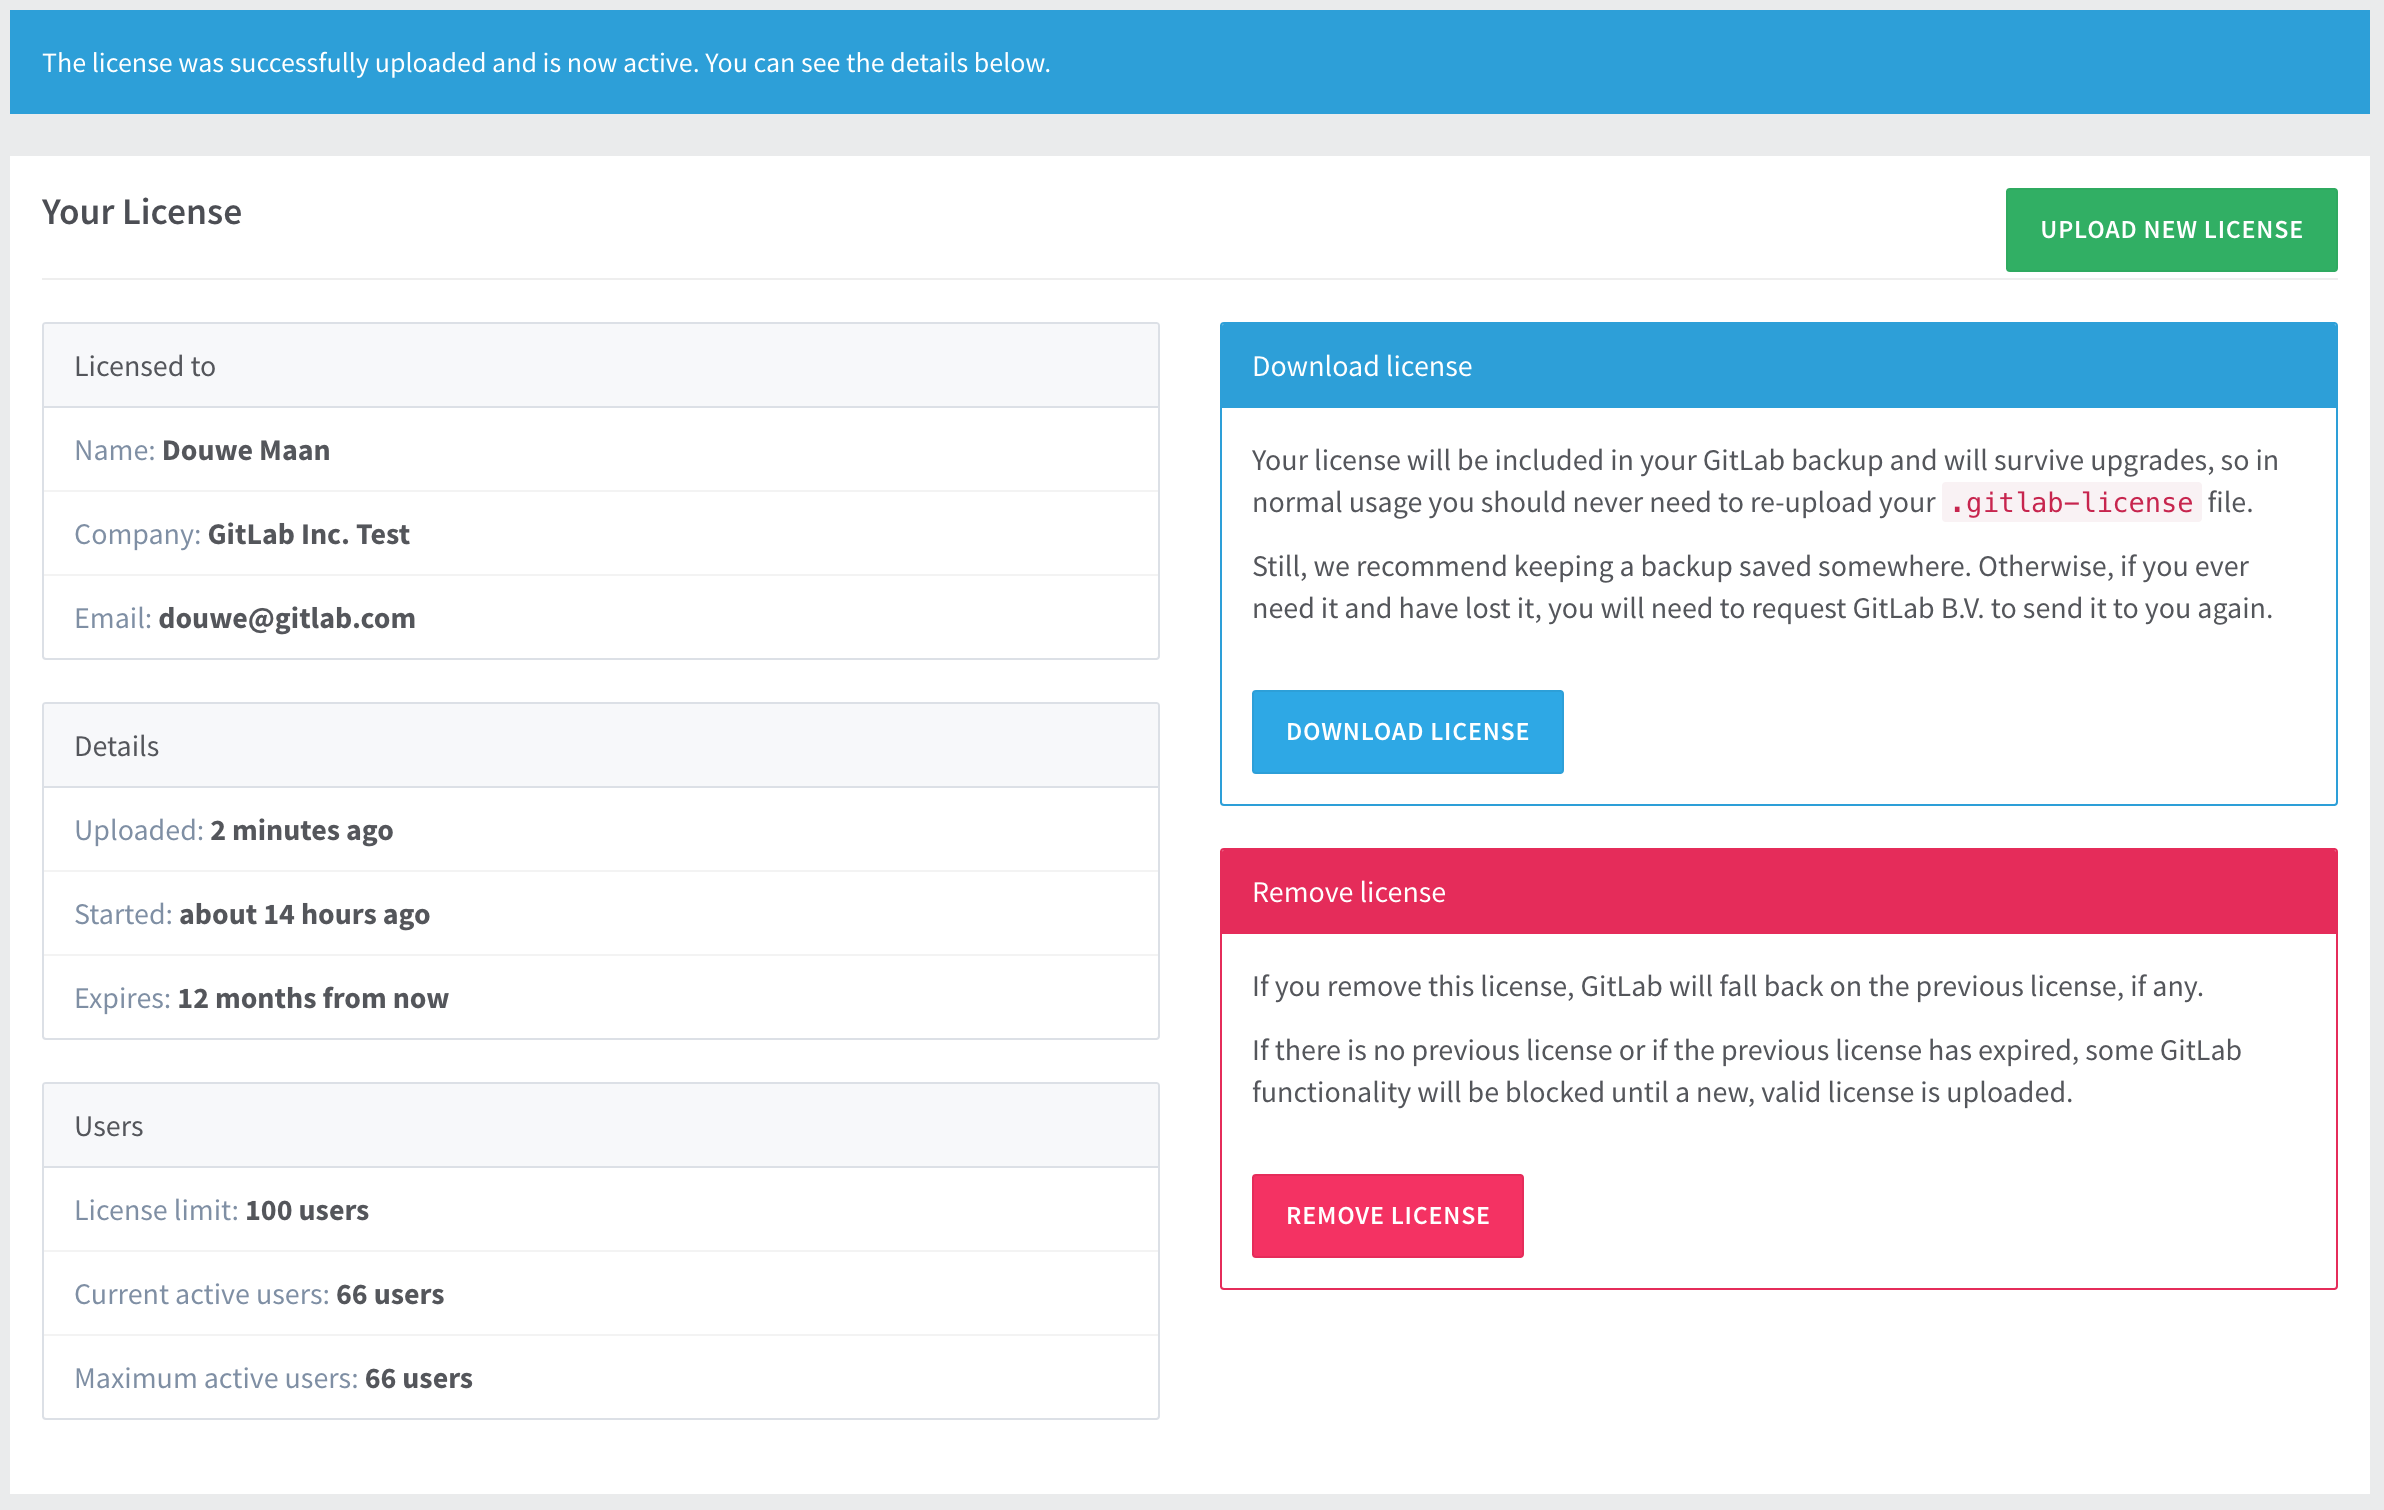 The license was successfully uploaded and is now active. You can see the details below.
Your License
UPLOAD NEW LICENSE
Licensed to
Name: Douwe Maan
Company: GitLab Inc. Test
Email: douwe@gitlab.com
Details
Uploaded: 2 minutes ago
Started: about 14 hours ago
Expires: 12 months from now
Users
License limit: 100 users
Current active users: 66 users
Maximum active users: 66 users
Download license
Your license will be included in your GitLab backup and will survive upgrades, so in
normal usage you should never need to re-upload your .gitlab-license file.
Still, we recommend keeping a backup saved somewhere. Otherwise, if you ever
need it and have lost it, you will need to request GitLab B.V. to send it to you again.
DOWNLOAD LICENSE
Remove license
If you remove this license, GitLab will fall back on the previous license, if any.
If there is no previous license or if the previous license has expired, some GitLab
functionality will be blocked until a new, valid license is uploaded.
REMOVE LICENSE